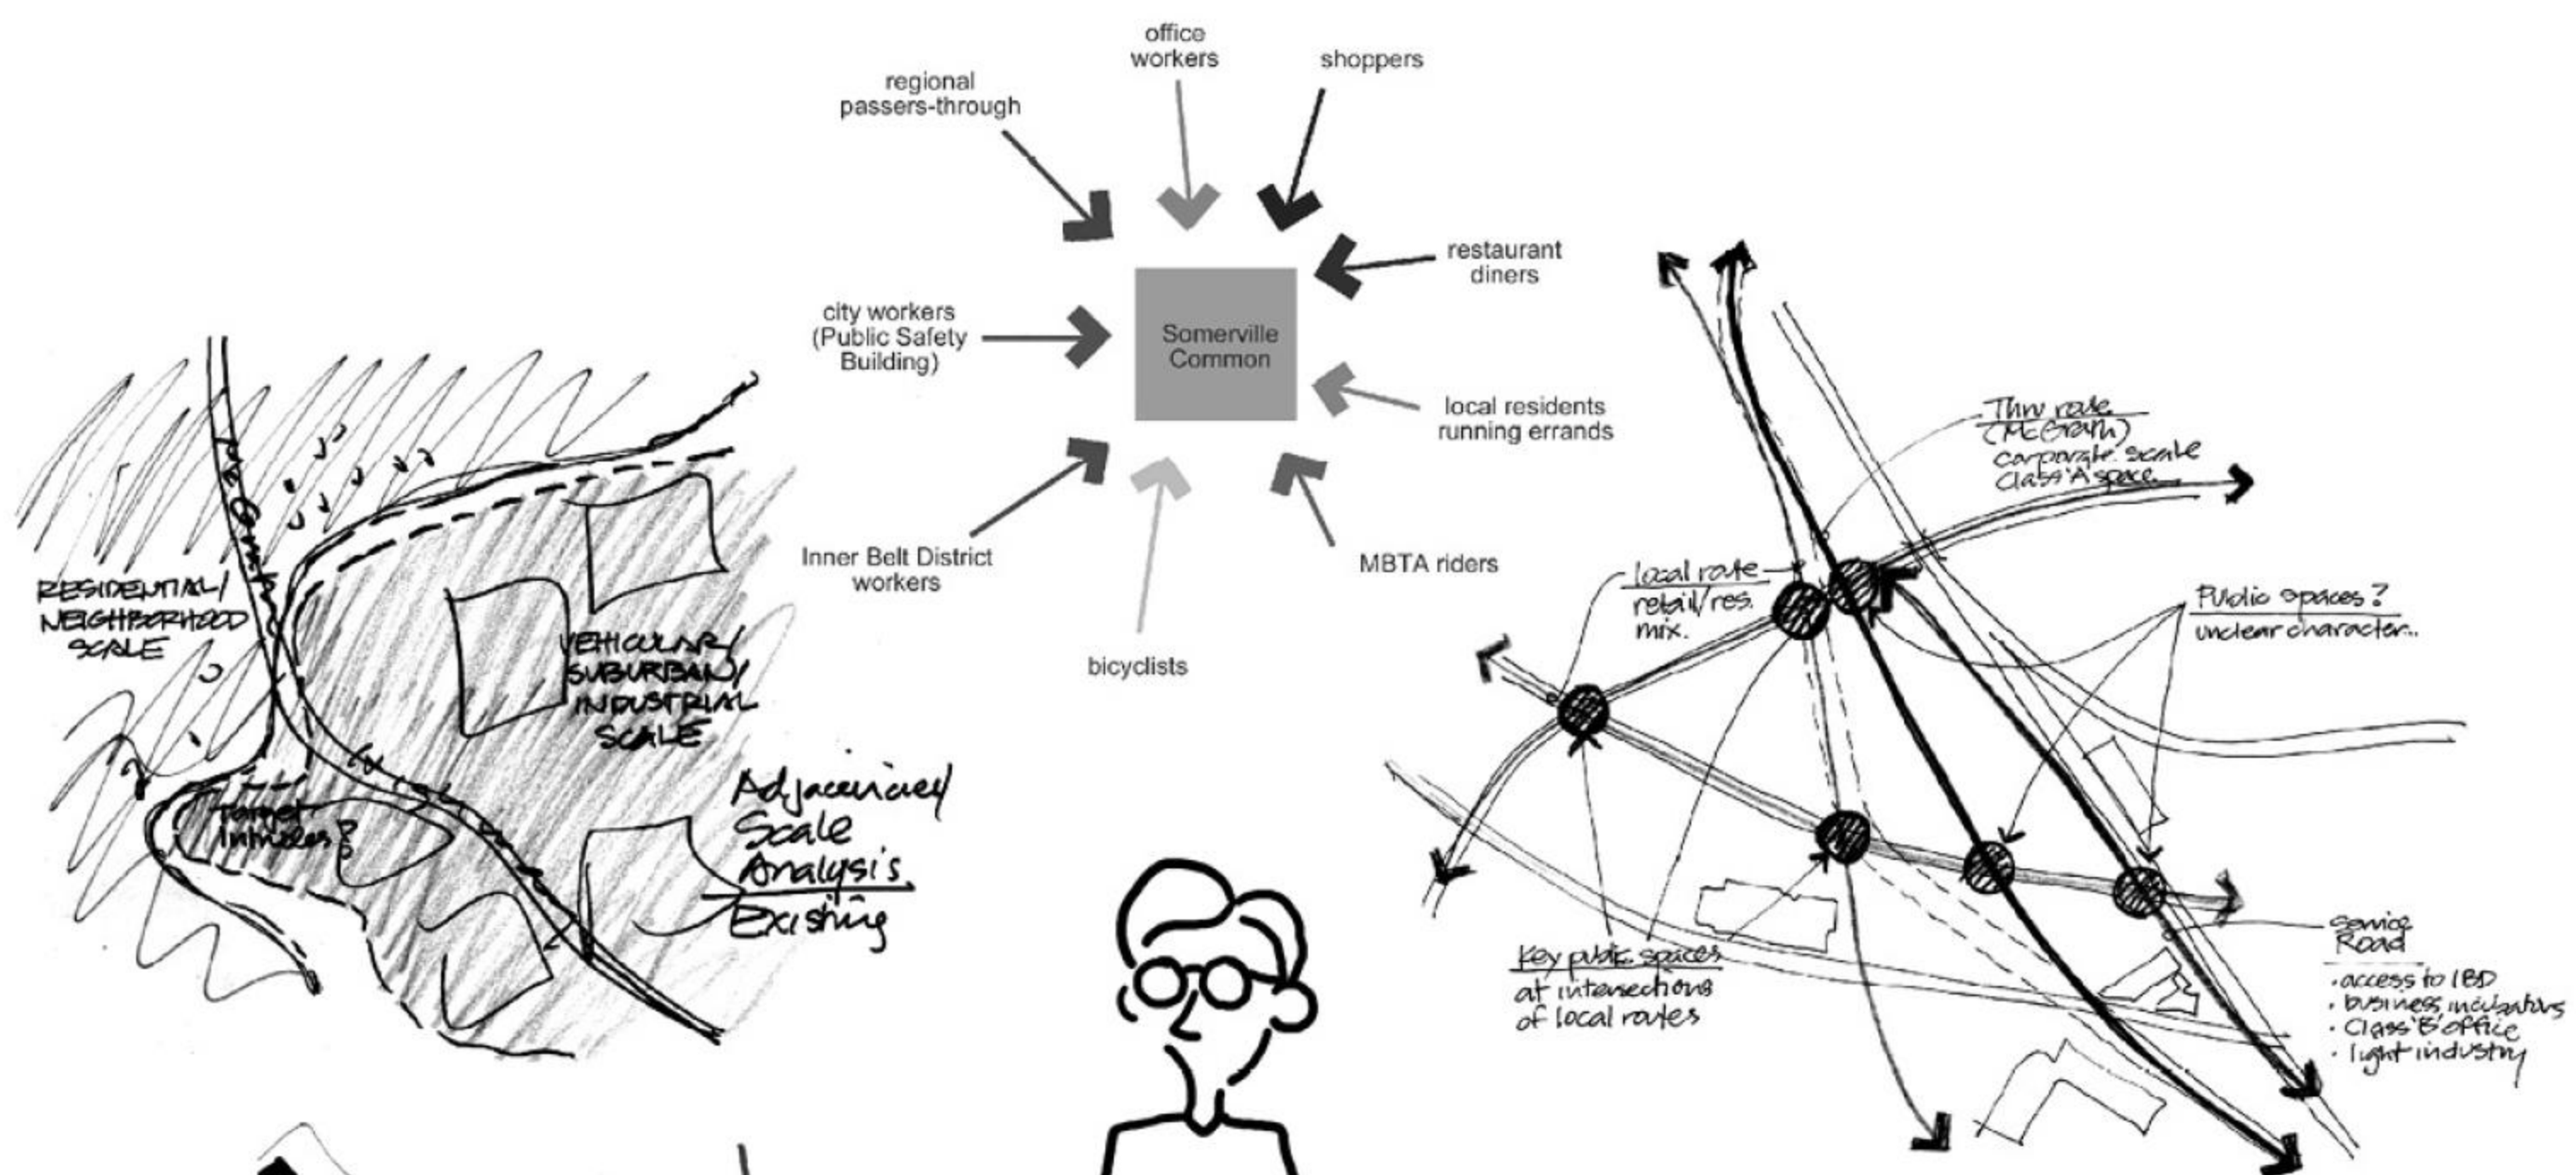 office
workers
shoppers
regional
passers-through
restaurant
diners
city workers
(Public Safety
Building)
Somerville
Common
local residents
running errands
Inner Belt District
workers
MBTA riders
bicyclists
RESIDENTIAL/
NEIGHBORHOOD
SCALE
VEHICULAR/
SUBURBAN/
INDUSTRIAL
SCALE
Target
Intrudes?
Scale
Analysis
Existing
Thru route
(McGrath)
corporate scale
Class 'A' space
local route
retail/res.
mix.
Public spaces?
unclear character..
Key public spaces
at intersections
of local routes
Service
Road
• access to IBD
• business incubators
• Class 'B' office
• light industry